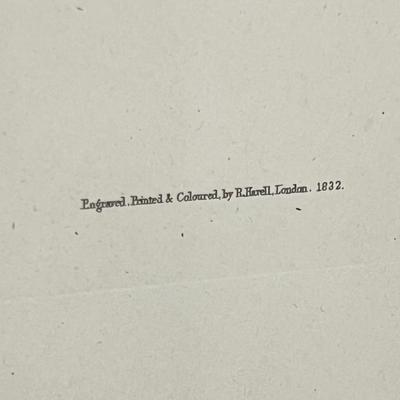 Engraved, Printed & Coloured, by R. Havell, London. 1832.